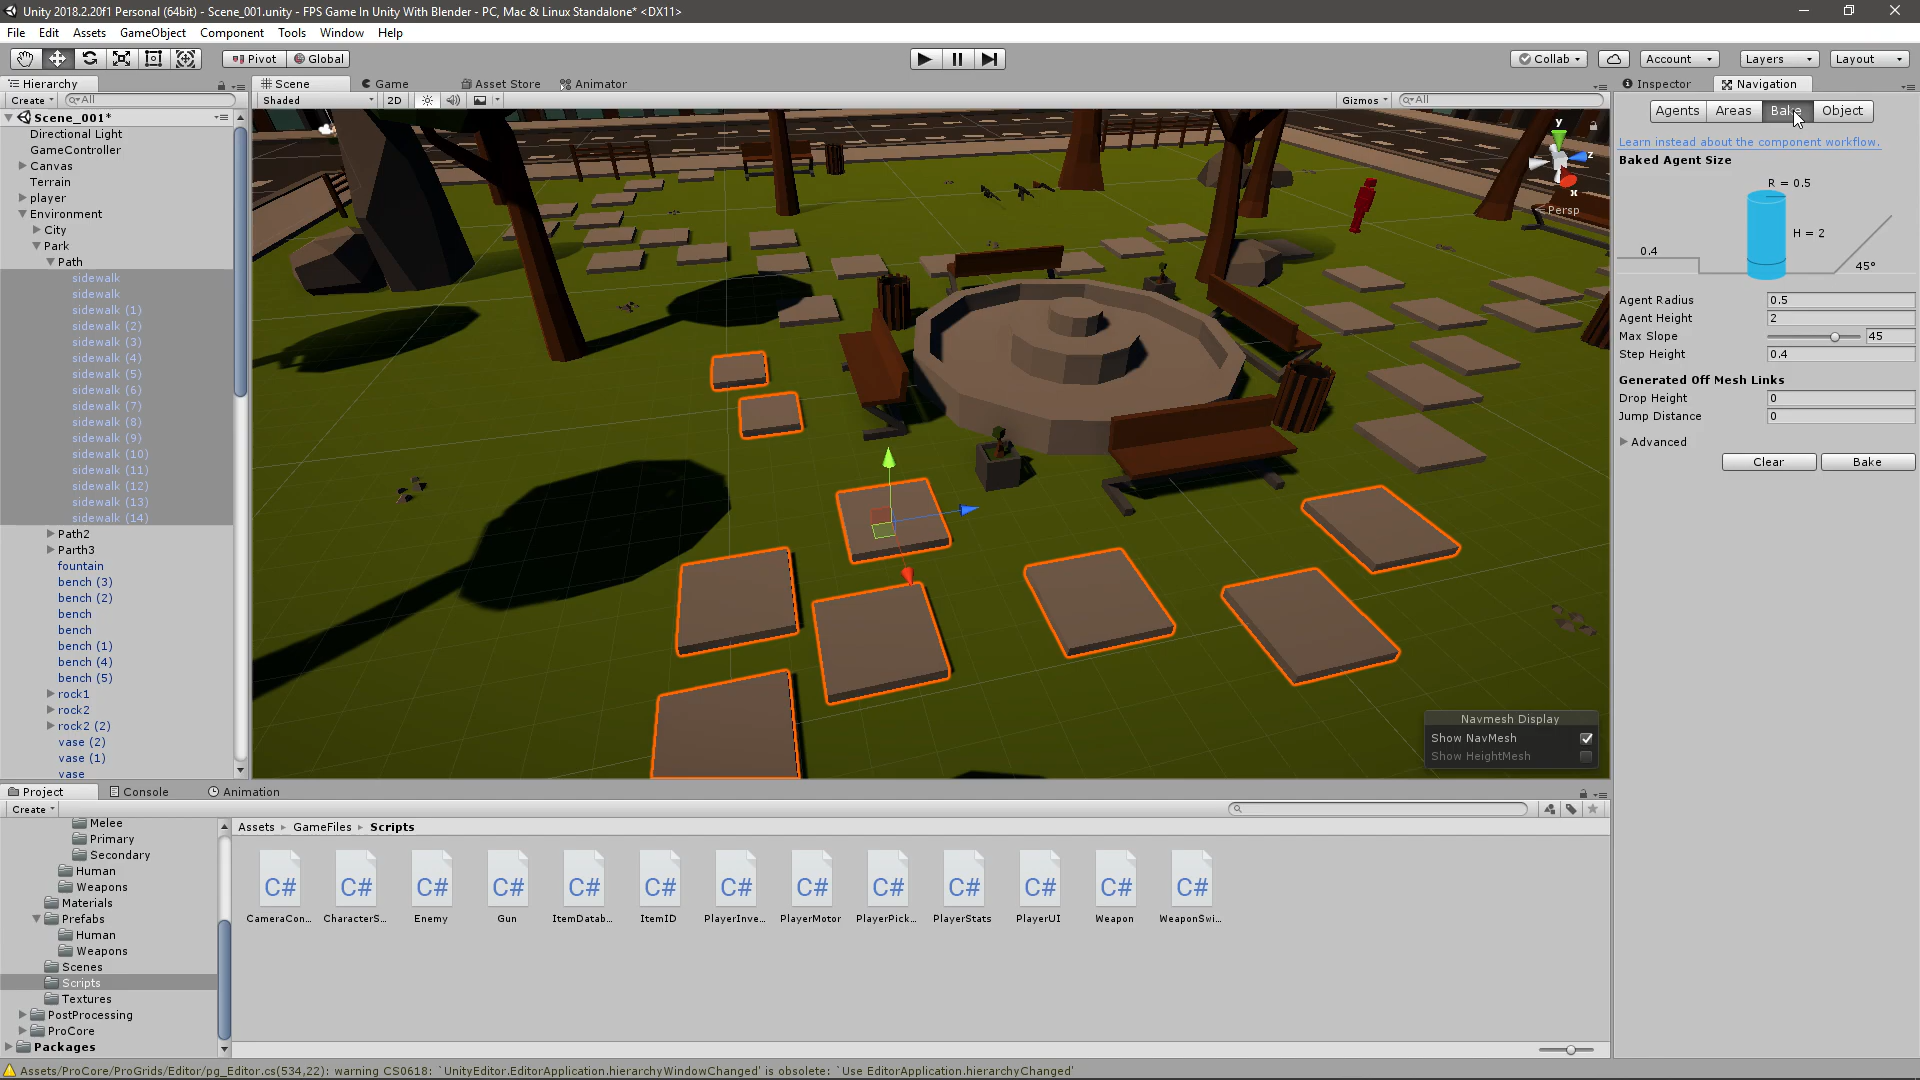 Unity 2018.2.20f1 Personal (64bit) - Scene_001.unity - FPS Game In Unity With Blender - PC, Mac & Linux Standalone* <DX11>
File Edit Assets GameObject Component Tools Window Help
Pivot Global Collab Account Layers Layout
Hierarchy
Create All
Scene_001*
Directional Light
GameController
Canvas
Terrain
player
Environment
City
Park
Path
sidewalk
sidewalk
sidewalk (1)
sidewalk (2)
sidewalk (3)
sidewalk (4)
sidewalk (5)
sidewalk (6)
sidewalk (7)
sidewalk (8)
sidewalk (9)
sidewalk (10)
sidewalk (11)
sidewalk (12)
sidewalk (13)
sidewalk (14)
Path2
Parth3
fountain
bench (3)
bench (2)
bench
bench
bench (1)
bench (4)
bench (5)
rock1
rock2
rock2 (2)
vase (2)
vase (1)
vase
Scene Game Asset Store Animator
Shaded 2D Gizmos All
y
z
x
Persp
Navmesh Display
Show NavMesh
Show HeightMesh
Inspector Navigation
Agents Areas Bake Object
Learn instead about the component workflow.
Baked Agent Size
R = 0.5
H = 2
0.4
45°
Agent Radius 0.5
Agent Height 2
Max Slope 45
Step Height 0.4
Generated Off Mesh Links
Drop Height 0
Jump Distance 0
Advanced
Clear Bake
Project Console Animation
Create
Melee
Primary
Secondary
Human
Weapons
Materials
Prefabs
Human
Weapons
Scenes
Scripts
Textures
PostProcessing
ProCore
Packages
Assets GameFiles Scripts
C# C# C# C# C# C# C# C# C# C# C# C# C#
CameraCon... CharacterS... Enemy Gun ItemDatab... ItemID PlayerInve... PlayerMotor PlayerPick... PlayerStats PlayerUI Weapon WeaponSwi...
Assets/ProCore/ProGrids/Editor/pg_Editor.cs(534,22): warning CS0618: `UnityEditor.EditorApplication.hierarchyWindowChanged' is obsolete: `Use EditorApplication.hierarchyChanged'